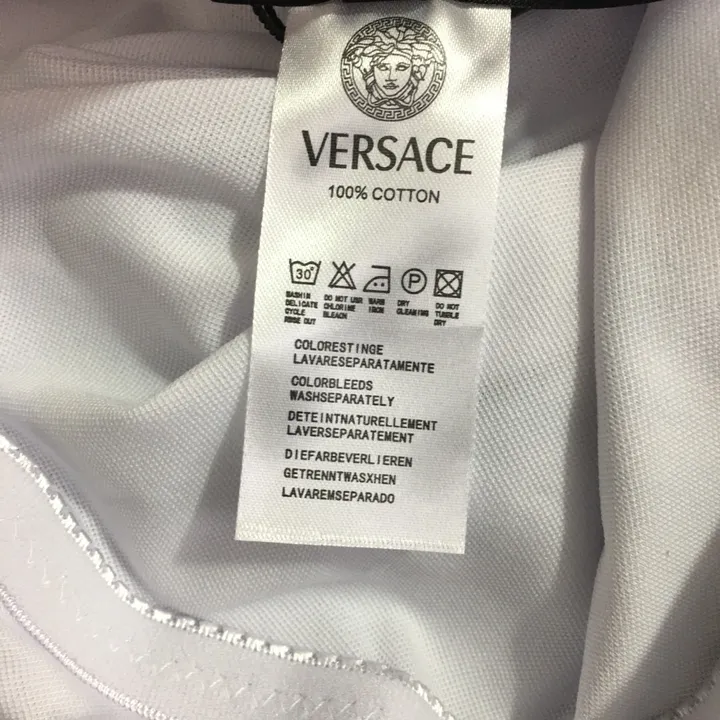 VERSACE
100% COTTON
30°
P
WASHIN DELICATE CYCLE RINSE OUT
DO NOT USE CHLORINE BLEACH
WARM IRON
DRY CLEANING
DO NOT TUMBLE DRY
COLORESTINGE
LAVARESEPARATAMENTE
COLORBLEEDS
WASHSEPARATELY
DETEINTNATURELLEMENT
LAVERSEPARATEMENT
DIEFARBEVERLIEREN
GETRENNTWASXHEN
LAVAREMSEPARADO